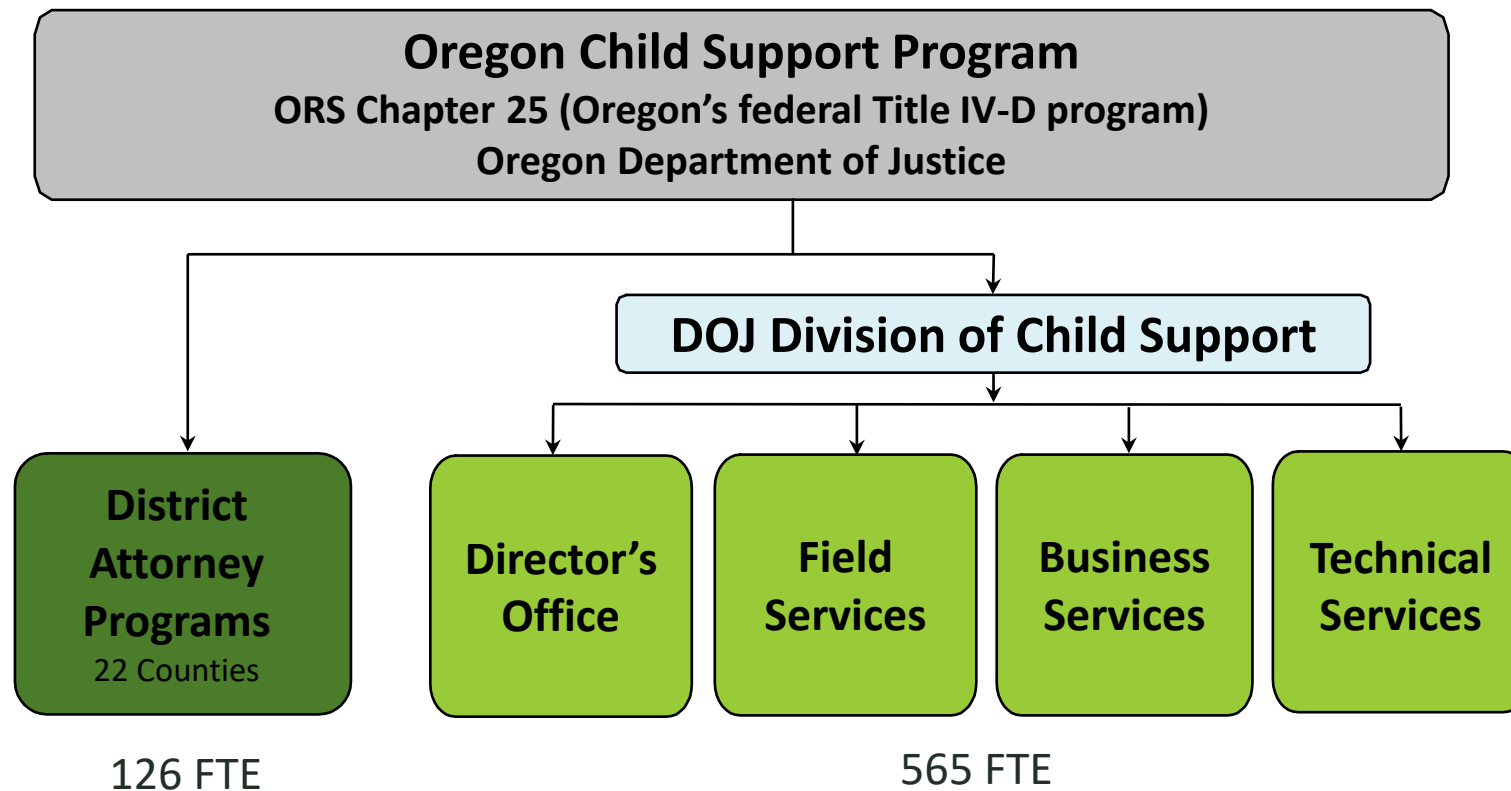 Oregon Child Support Program
ORS Chapter 25 (Oregon’s federal Title IV-D program)
Oregon Department of Justice
DOJ Division of Child Support
District
Attorney
Programs
22 Counties
Director’s
Office
Field
Services
Business
Services
Technical
Services
126 FTE
565 FTE